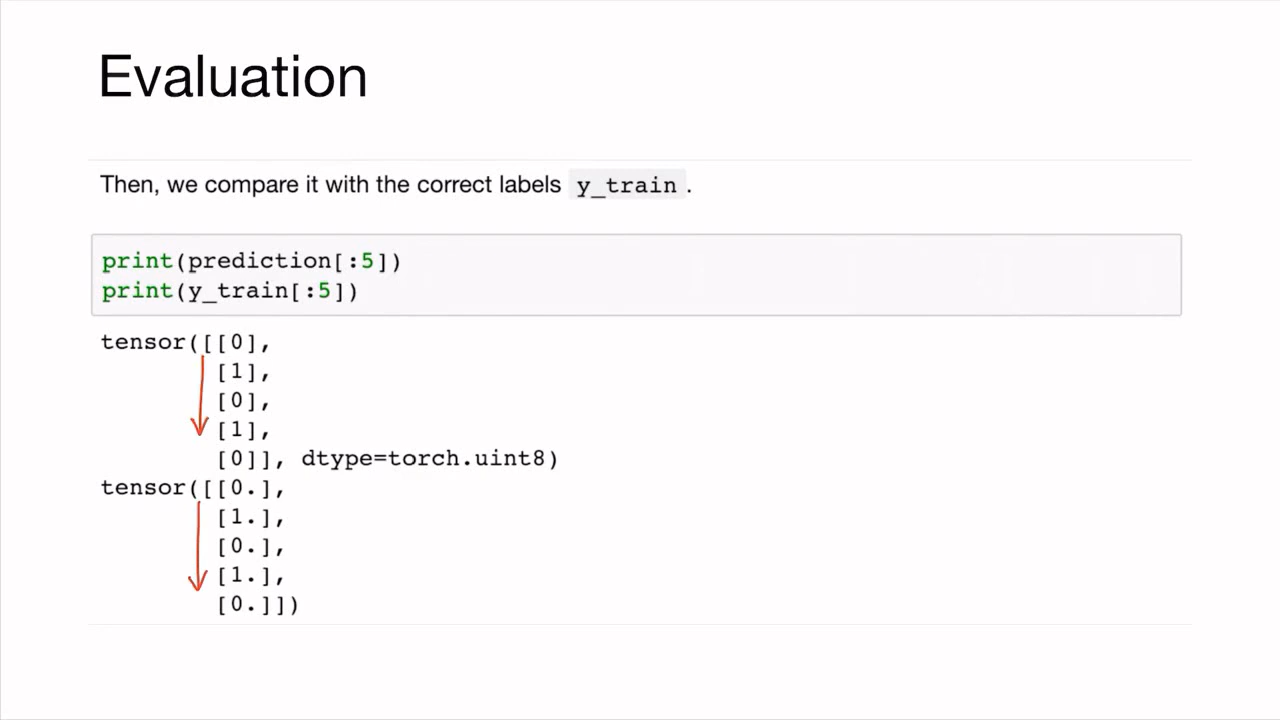 Evaluation
Then, we compare it with the correct labels y_train .
print(prediction[:5])
print(y_train[:5])
tensor([[0],
[1],
[0],
[1],
[0]], dtype=torch.uint8)
tensor([[0.],
[1.],
[0.],
[1.],
[0.]])